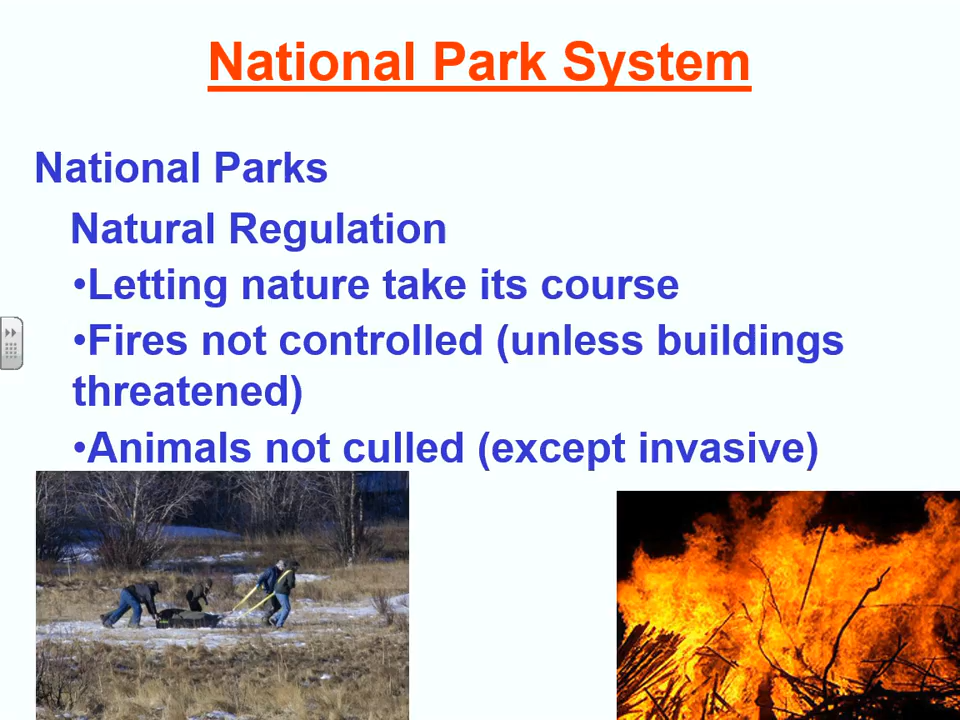 National Park System
National Parks
Natural Regulation
•Letting nature take its course
•Fires not controlled (unless buildings
threatened)
•Animals not culled (except invasive)